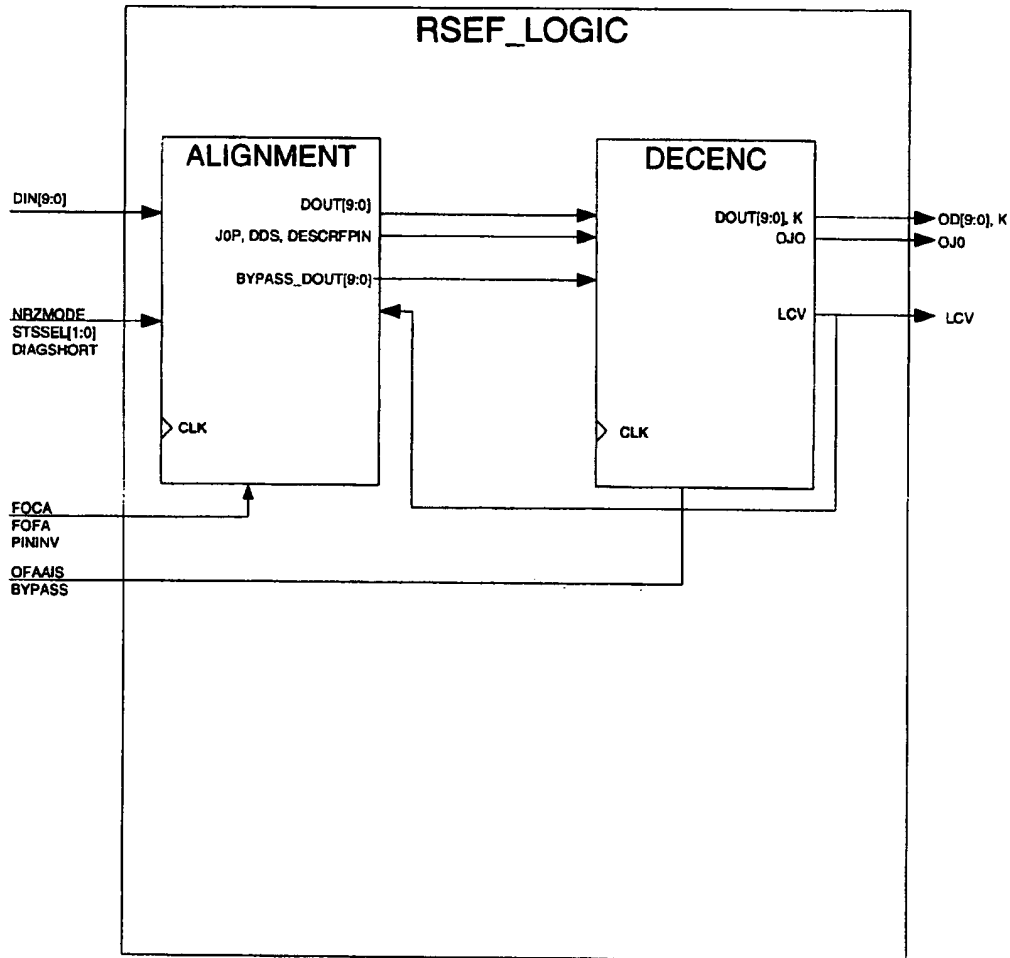 RSEF_LOGIC
ALIGNMENT
DECENC
DIN[9:0]
DOUT[9:0]
J0P, DDS, DESCRFPIN
BYPASS_DOUT[9:0]
DOUT[9:0], K
OJO
LCV
OD[9:0], K
OJ0
LCV
NRZMODE
STSSEL[1:0]
DIAGSHORT
CLK
CLK
FOCA
FOFA
PININV
OFAAIS
BYPASS